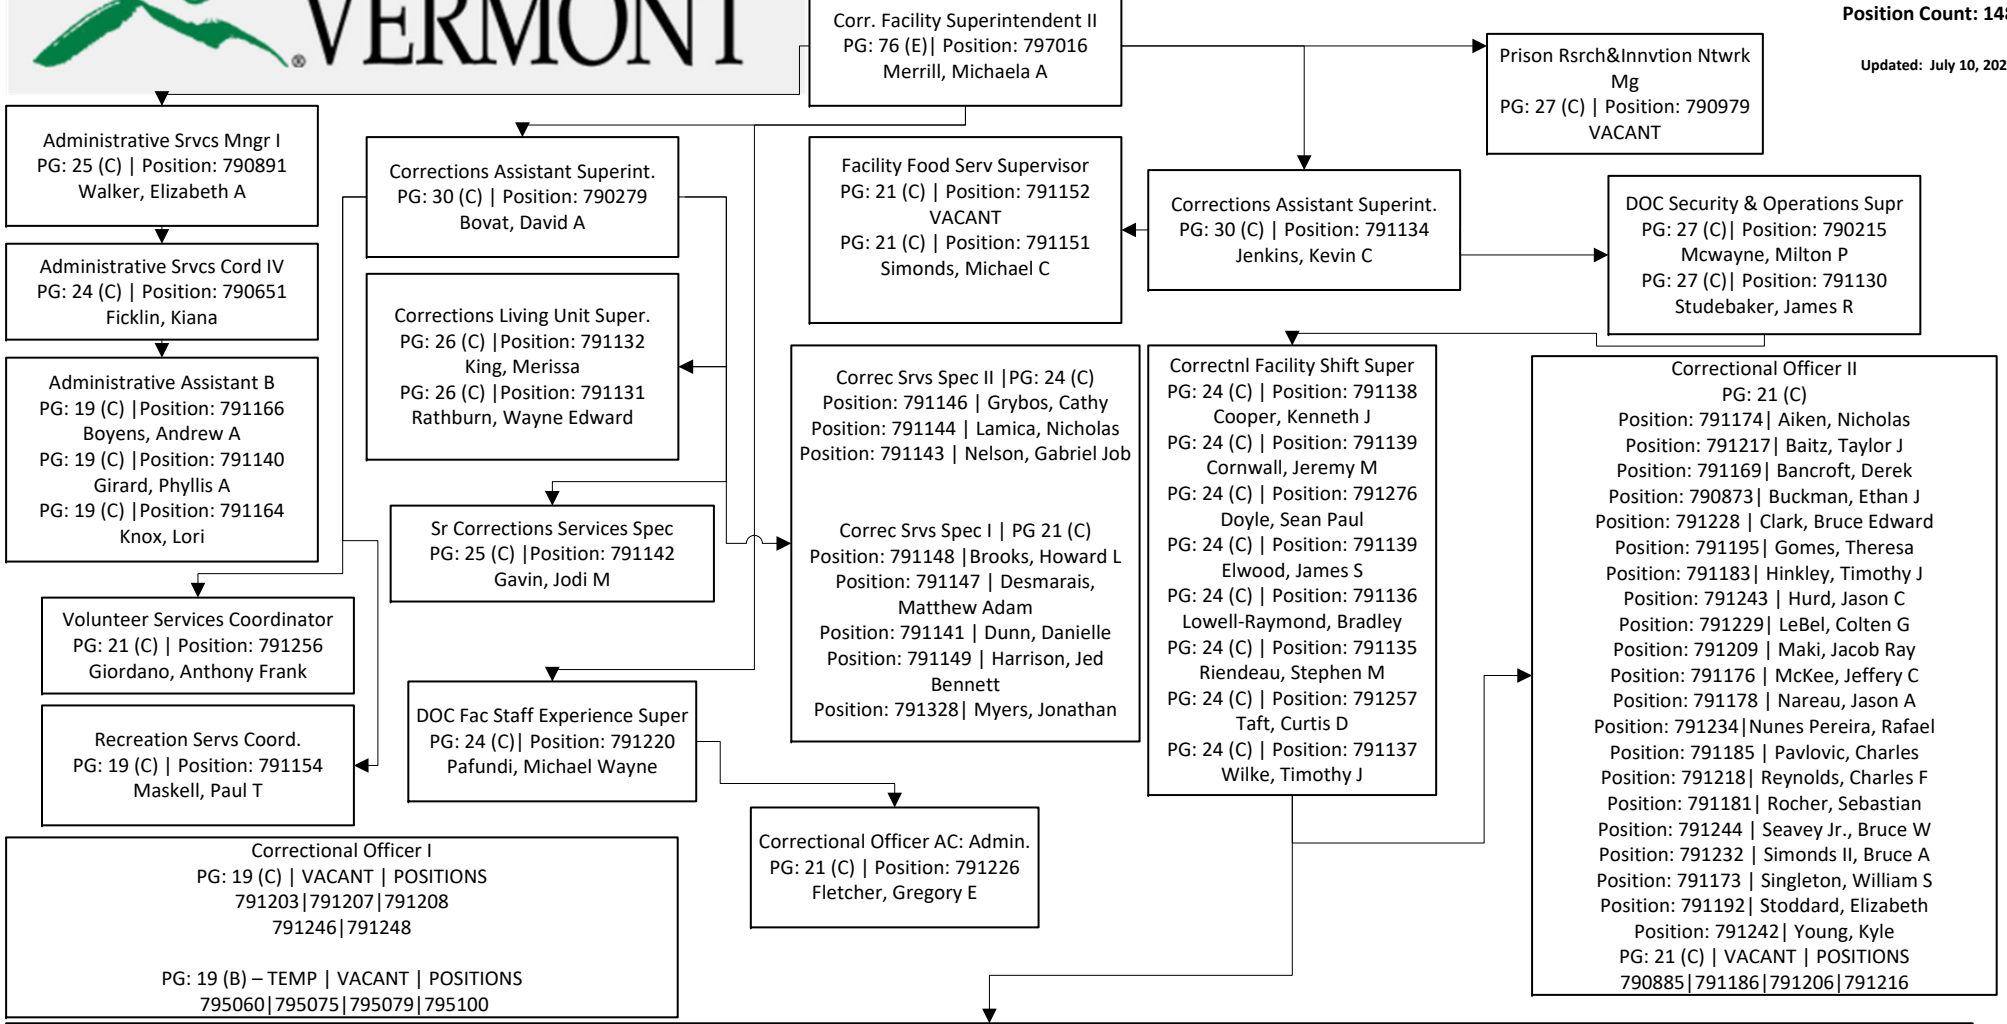 VERMONT
®
Corr. Facility Superintendent II
PG: 76 (E)| Position: 797016
Merrill, Michaela A
Position Count: 148
Updated: July 10, 202
Prison Rsrch&Innvtion Ntwrk
Mg
PG: 27 (C) | Position: 790979
VACANT
Administrative Srvcs Mngr I
PG: 25 (C) | Position: 790891
Walker, Elizabeth A
Corrections Assistant Superint.
PG: 30 (C) | Position: 790279
Bovat, David A
Facility Food Serv Supervisor
PG: 21 (C) | Position: 791152
VACANT
PG: 21 (C) | Position: 791151
Simonds, Michael C
Corrections Assistant Superint.
PG: 30 (C) | Position: 791134
Jenkins, Kevin C
DOC Security & Operations Supr
PG: 27 (C)| Position: 790215
Mcwayne, Milton P
PG: 27 (C)| Position: 791130
Studebaker, James R
Administrative Srvcs Cord IV
PG: 24 (C) | Position: 790651
Ficklin, Kiana
Corrections Living Unit Super.
PG: 26 (C) |Position: 791132
King, Merissa
PG: 26 (C) |Position: 791131
Rathburn, Wayne Edward
Administrative Assistant B
PG: 19 (C) |Position: 791166
Boyens, Andrew A
PG: 19 (C) |Position: 791140
Girard, Phyllis A
PG: 19 (C) |Position: 791164
Knox, Lori
Sr Corrections Services Spec
PG: 25 (C) |Position: 791142
Gavin, Jodi M
Correc Srvs Spec II |PG: 24 (C)
Position: 791146 | Grybos, Cathy
Position: 791144 | Lamica, Nicholas
Position: 791143 | Nelson, Gabriel Job
Correc Srvs Spec I | PG 21 (C)
Position: 791148 |Brooks, Howard L
Position: 791147 | Desmarais,
Matthew Adam
Position: 791141 | Dunn, Danielle
Position: 791149 | Harrison, Jed
Bennett
Position: 791328| Myers, Jonathan
Correctnl Facility Shift Super
PG: 24 (C) | Position: 791138
Cooper, Kenneth J
PG: 24 (C) | Position: 791139
Cornwall, Jeremy M
PG: 24 (C) | Position: 791276
Doyle, Sean Paul
PG: 24 (C) | Position: 791139
Elwood, James S
PG: 24 (C) | Position: 791136
Lowell-Raymond, Bradley
PG: 24 (C) | Position: 791135
Riendeau, Stephen M
PG: 24 (C) | Position: 791257
Taft, Curtis D
PG: 24 (C) | Position: 791137
Wilke, Timothy J
Correctional Officer II
PG: 21 (C)
Position: 791174| Aiken, Nicholas
Position: 791217| Baitz, Taylor J
Position: 791169| Bancroft, Derek
Position: 790873| Buckman, Ethan J
Position: 791228 | Clark, Bruce Edward
Position: 791195| Gomes, Theresa
Position: 791183| Hinkley, Timothy J
Position: 791243 | Hurd, Jason C
Position: 791229| LeBel, Colten G
Position: 791209 | Maki, Jacob Ray
Position: 791176 | McKee, Jeffery C
Position: 791178 | Nareau, Jason A
Position: 791234|Nunes Pereira, Rafael
Position: 791185 | Pavlovic, Charles
Position: 791218| Reynolds, Charles F
Position: 791181| Rocher, Sebastian
Position: 791244 | Seavey Jr., Bruce W
Position: 791232 | Simonds II, Bruce A
Position: 791173 | Singleton, William S
Position: 791192| Stoddard, Elizabeth
Position: 791242| Young, Kyle
PG: 21 (C) | VACANT | POSITIONS
790885|791186|791206|791216
Volunteer Services Coordinator
PG: 21 (C) | Position: 791256
Giordano, Anthony Frank
Recreation Servs Coord.
PG: 19 (C) | Position: 791154
Maskell, Paul T
DOC Fac Staff Experience Super
PG: 24 (C)| Position: 791220
Pafundi, Michael Wayne
Correctional Officer AC: Admin.
PG: 21 (C) | Position: 791226
Fletcher, Gregory E
Correctional Officer I
PG: 19 (C) | VACANT | POSITIONS
791203|791207|791208
791246|791248
PG: 19 (B) – TEMP | VACANT | POSITIONS
795060|795075|795079|795100